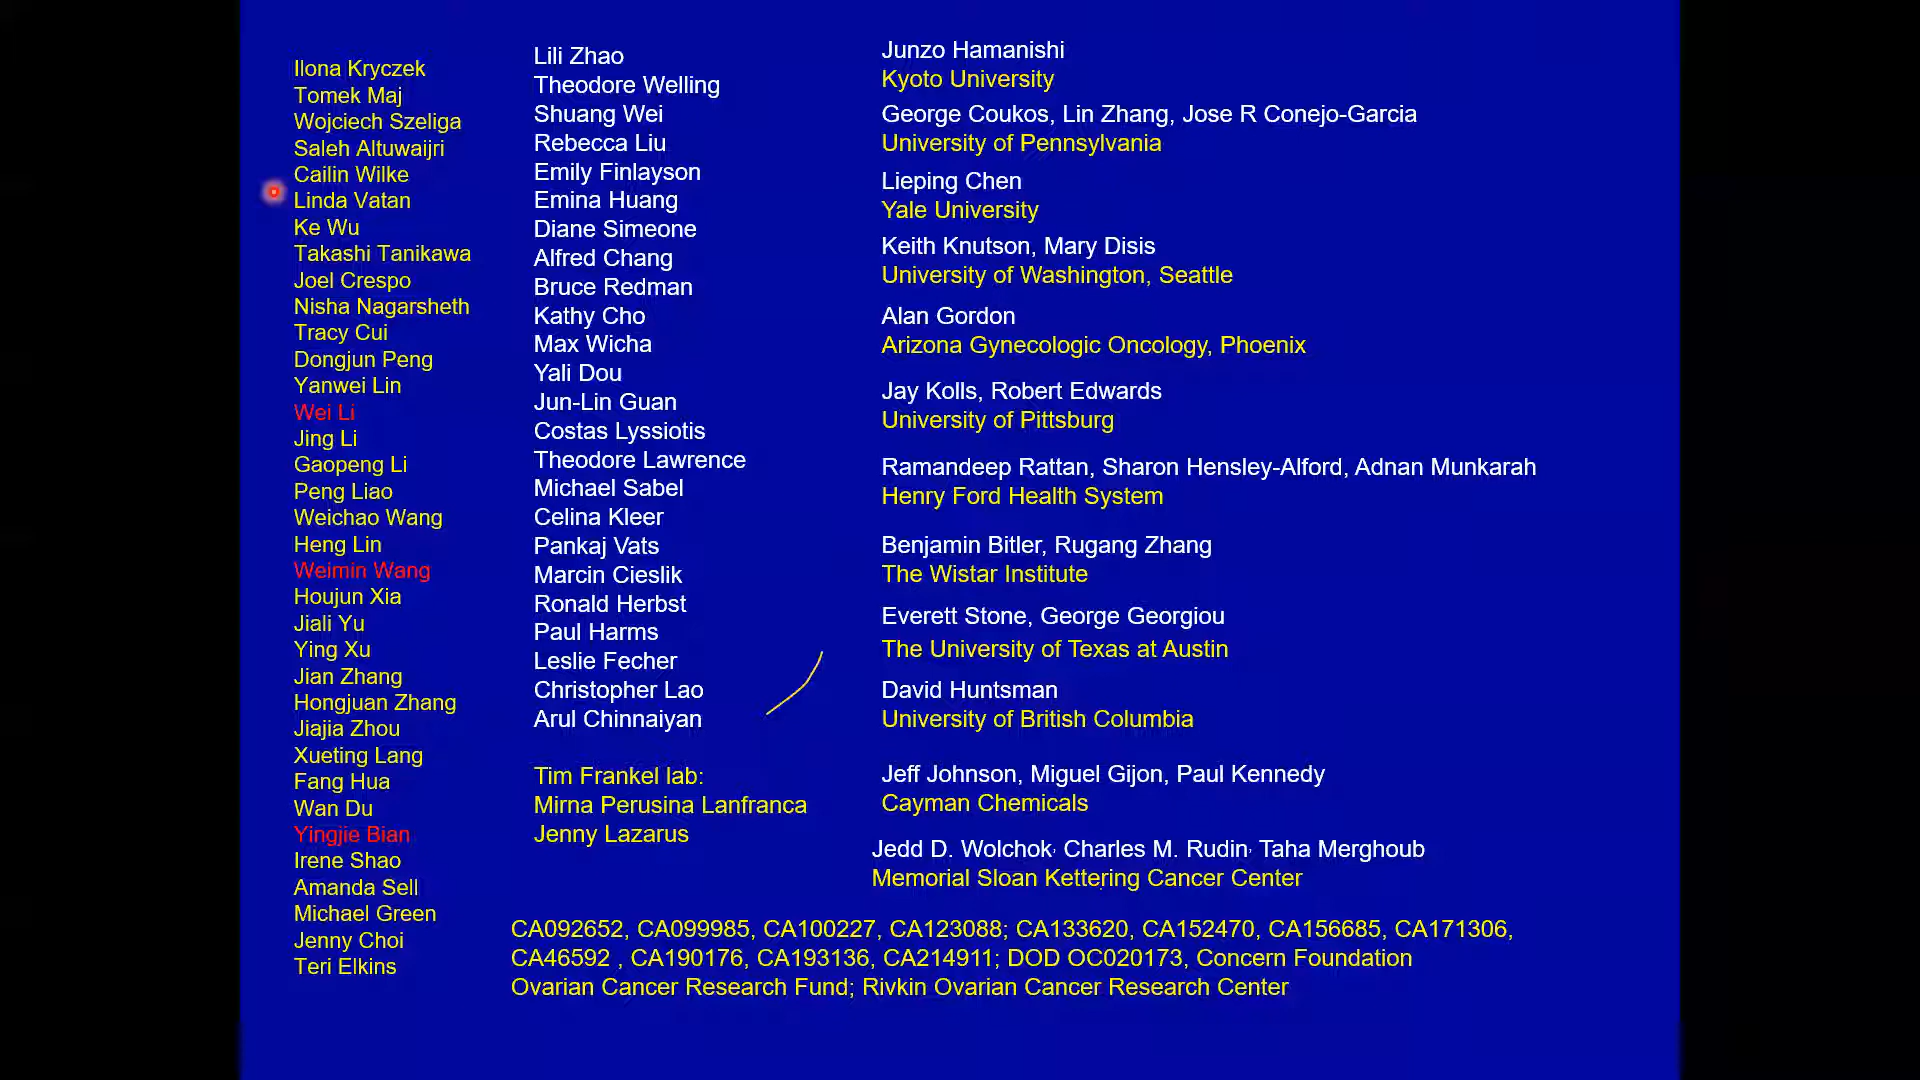 Ilona Kryczek
Tomek Maj
Wojciech Szeliga
Saleh Altuwaijri
Cailin Wilke
Linda Vatan
Ke Wu
Takashi Tanikawa
Joel Crespo
Nisha Nagarsheth
Tracy Cui
Dongjun Peng
Yanwei Lin
Wei Li
Jing Li
Gaopeng Li
Peng Liao
Weichao Wang
Heng Lin
Weimin Wang
Houjun Xia
Jiali Yu
Ying Xu
Jian Zhang
Hongjuan Zhang
Jiajia Zhou
Xueting Lang
Fang Hua
Wan Du
Yingjie Bian
Irene Shao
Amanda Sell
Michael Green
Jenny Choi
Teri Elkins
Lili Zhao
Theodore Welling
Shuang Wei
Rebecca Liu
Emily Finlayson
Emina Huang
Diane Simeone
Alfred Chang
Bruce Redman
Kathy Cho
Max Wicha
Yali Dou
Jun-Lin Guan
Costas Lyssiotis
Theodore Lawrence
Michael Sabel
Celina Kleer
Pankaj Vats
Marcin Cieslik
Ronald Herbst
Paul Harms
Leslie Fecher
Christopher Lao
Arul Chinnaiyan
Tim Frankel lab:
Mirna Perusina Lanfranca
Jenny Lazarus
Junzo Hamanishi
Kyoto University
George Coukos, Lin Zhang, Jose R Conejo-Garcia
University of Pennsylvania
Lieping Chen
Yale University
Keith Knutson, Mary Disis
University of Washington, Seattle
Alan Gordon
Arizona Gynecologic Oncology, Phoenix
Jay Kolls, Robert Edwards
University of Pittsburg
Ramandeep Rattan, Sharon Hensley-Alford, Adnan Munkarah
Henry Ford Health System
Benjamin Bitler, Rugang Zhang
The Wistar Institute
Everett Stone, George Georgiou
The University of Texas at Austin
David Huntsman
University of British Columbia
Jeff Johnson, Miguel Gijon, Paul Kennedy
Cayman Chemicals
Jedd D. Wolchok, Charles M. Rudin, Taha Merghoub
Memorial Sloan Kettering Cancer Center
CA092652, CA099985, CA100227, CA123088; CA133620, CA152470, CA156685, CA171306,
CA46592 , CA190176, CA193136, CA214911; DOD OC020173, Concern Foundation
Ovarian Cancer Research Fund; Rivkin Ovarian Cancer Research Center